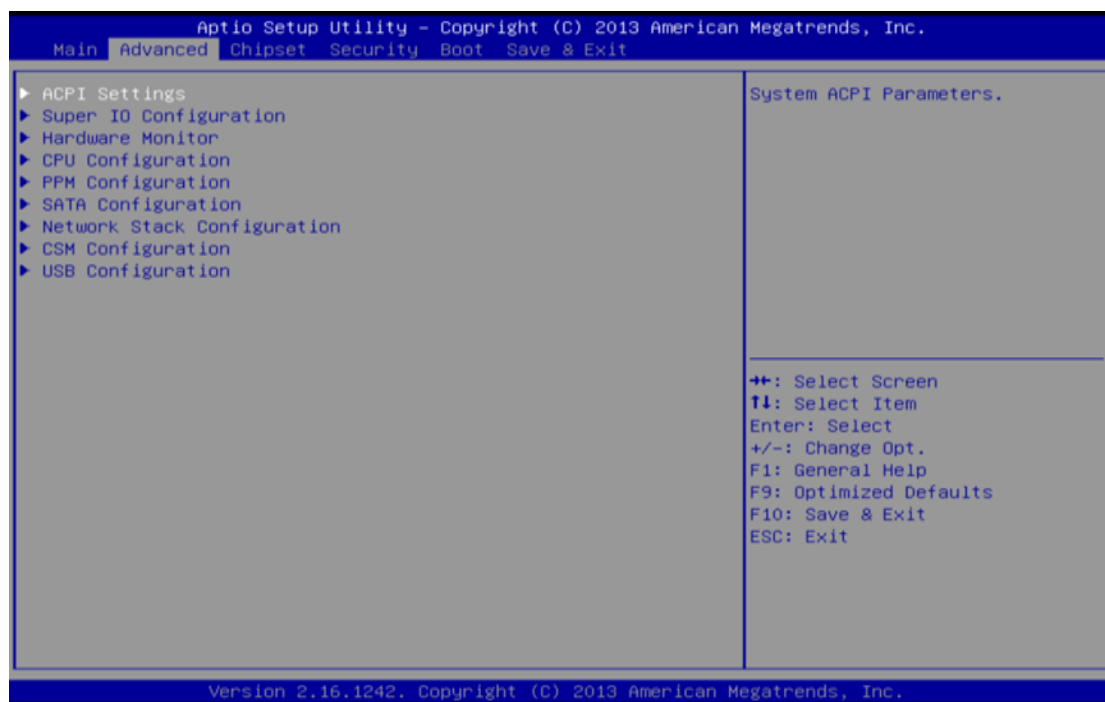 Aptio Setup Utility – Copyright (C) 2013 American Megatrends, Inc.
Main Advanced Chipset Security Boot Save & Exit
▶ ACPI Settings
▶ Super IO Configuration
▶ Hardware Monitor
▶ CPU Configuration
▶ PPM Configuration
▶ SATA Configuration
▶ Network Stack Configuration
▶ CSM Configuration
▶ USB Configuration
System ACPI Parameters.
→←: Select Screen
↑↓: Select Item
Enter: Select
+/-: Change Opt.
F1: General Help
F9: Optimized Defaults
F10: Save & Exit
ESC: Exit
Version 2.16.1242. Copyright (C) 2013 American Megatrends, Inc.